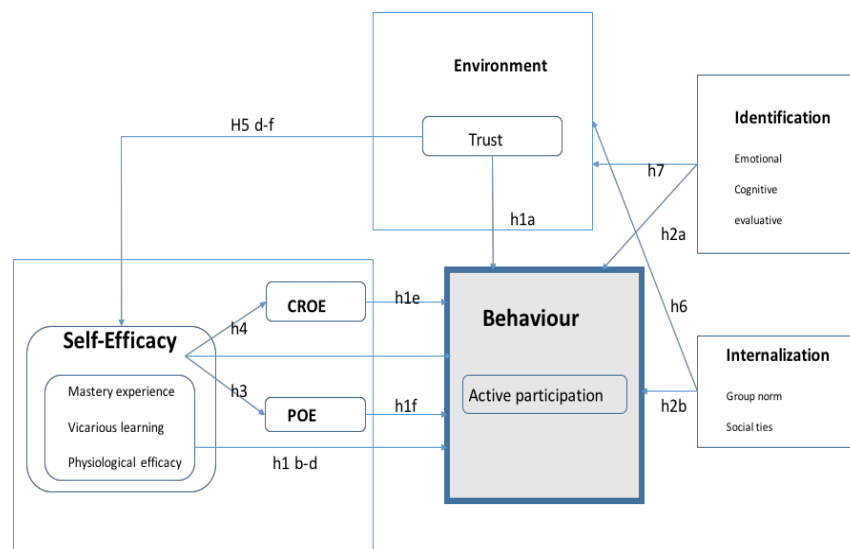 Environment
Trust
H5 d-f
h1a
Identification
Emotional
Cognitive
evaluative
h7
h2a
h6
Self-Efficacy
Mastery experience
Vicarious learning
Physiological efficacy
h4
h3
CROE
POE
h1e
h1f
h1 b-d
Behaviour
Active participation
Internalization
Group norm
Social ties
h2b